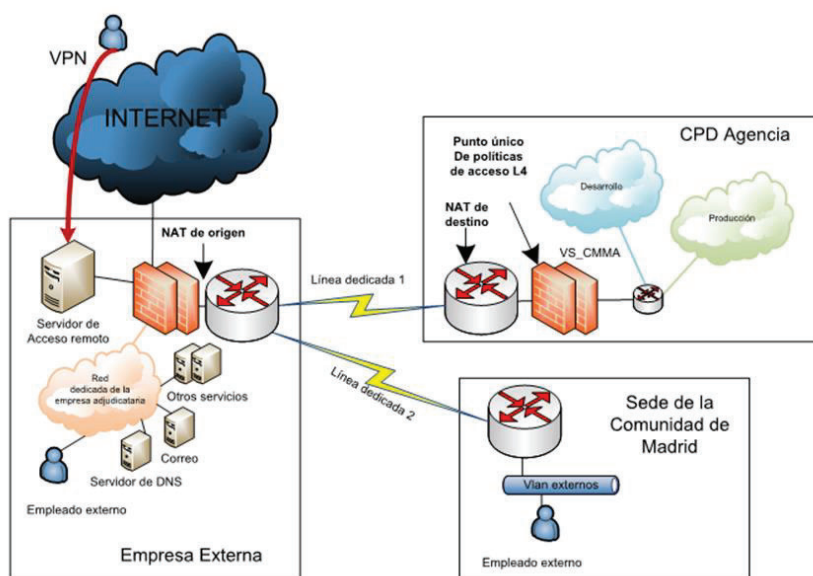 VPN
INTERNET
NAT de origen
Servidor de
Acceso remoto
Red
dedicada de la
empresa adjudicataria
Otros servicios
Correo
Servidor de DNS
Empleado externo
Empresa Externa
Línea dedicada 1
Línea dedicada 2
CPD Agencia
Punto único
De políticas
de acceso L4
NAT de
destino
VS_CMMA
Desarrollo
Producción
Sede de la
Comunidad de
Madrid
Vlan externos
Empleado externo